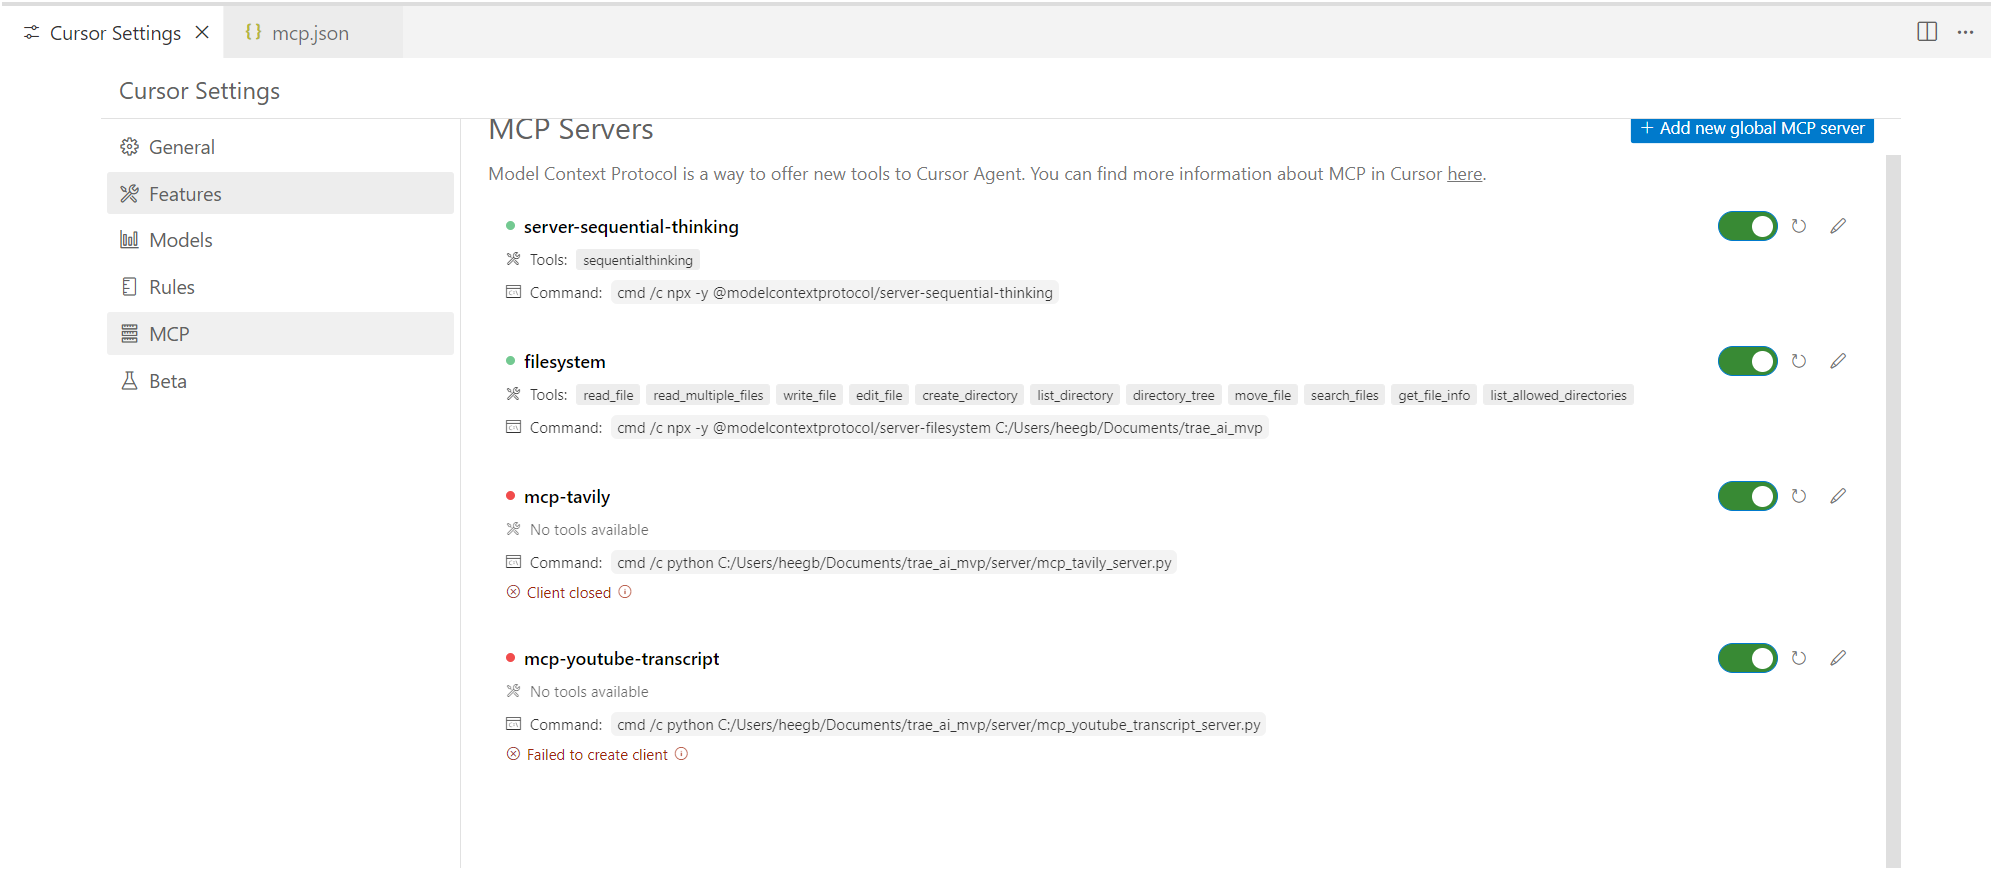 Cursor Settings
mcp.json
Cursor Settings
General
Features
Models
Rules
MCP
Beta
MCP Servers
+ Add new global MCP server
Model Context Protocol is a way to offer new tools to Cursor Agent. You can find more information about MCP in Cursor here.
server-sequential-thinking
Tools: sequentialthinking
Command: cmd /c npx -y @modelcontextprotocol/server-sequential-thinking
filesystem
Tools: read_file read_multiple_files write_file edit_file create_directory list_directory directory_tree move_file search_files get_file_info list_allowed_directories
Command: cmd /c npx -y @modelcontextprotocol/server-filesystem C:/Users/heegb/Documents/trae_ai_mvp
mcp-tavily
No tools available
Command: cmd /c python C:/Users/heegb/Documents/trae_ai_mvp/server/mcp_tavily_server.py
Client closed
mcp-youtube-transcript
No tools available
Command: cmd /c python C:/Users/heegb/Documents/trae_ai_mvp/server/mcp_youtube_transcript_server.py
Failed to create client